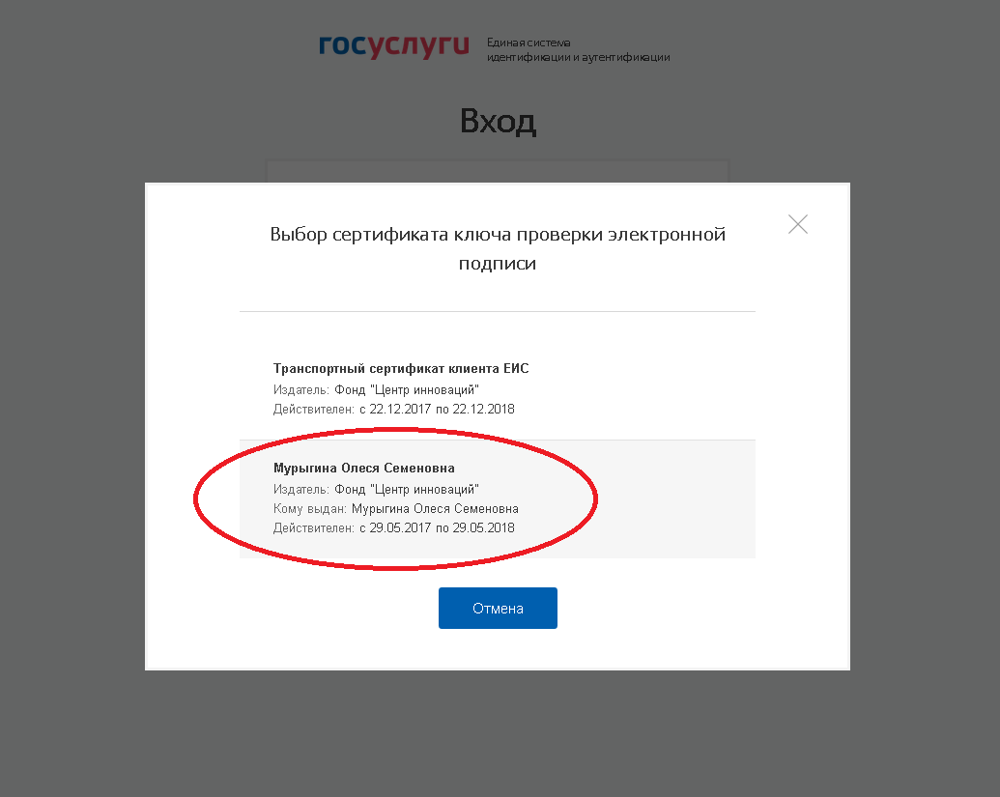 госуслуги
Единая система
идентификации и аутентификации
Вход
Выбор сертификата ключа проверки электронной
подписи
Транспортный сертификат клиента ЕИС
Издатель: Фонд "Центр инноваций"
Действителен: с 22.12.2017 по 22.12.2018
Мурыгина Олеся Семеновна
Издатель: Фонд "Центр инноваций"
Кому выдан: Мурыгина Олеся Семеновна
Действителен: с 29.05.2017 по 29.05.2018
Отмена